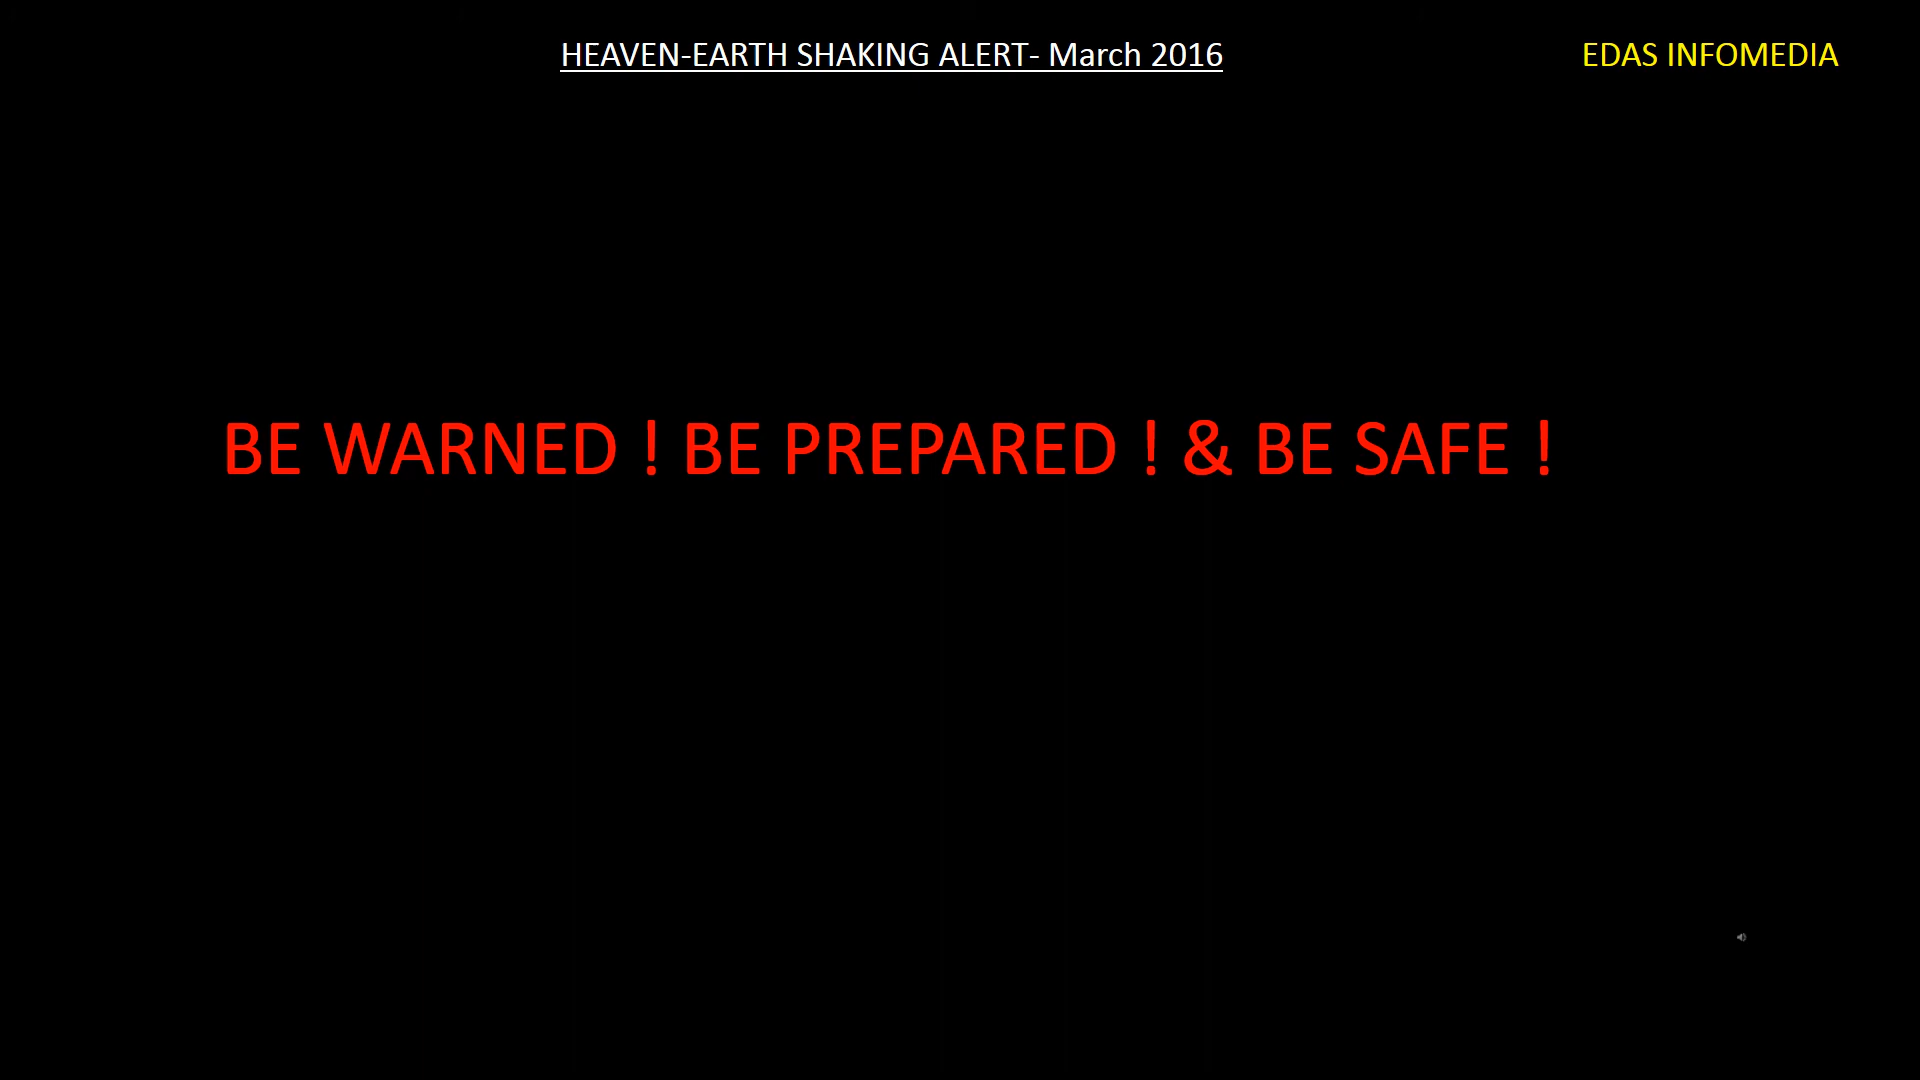 HEAVEN-EARTH SHAKING ALERT- March 2016
EDAS INFOMEDIA
BE WARNED ! BE PREPARED ! & BE SAFE !